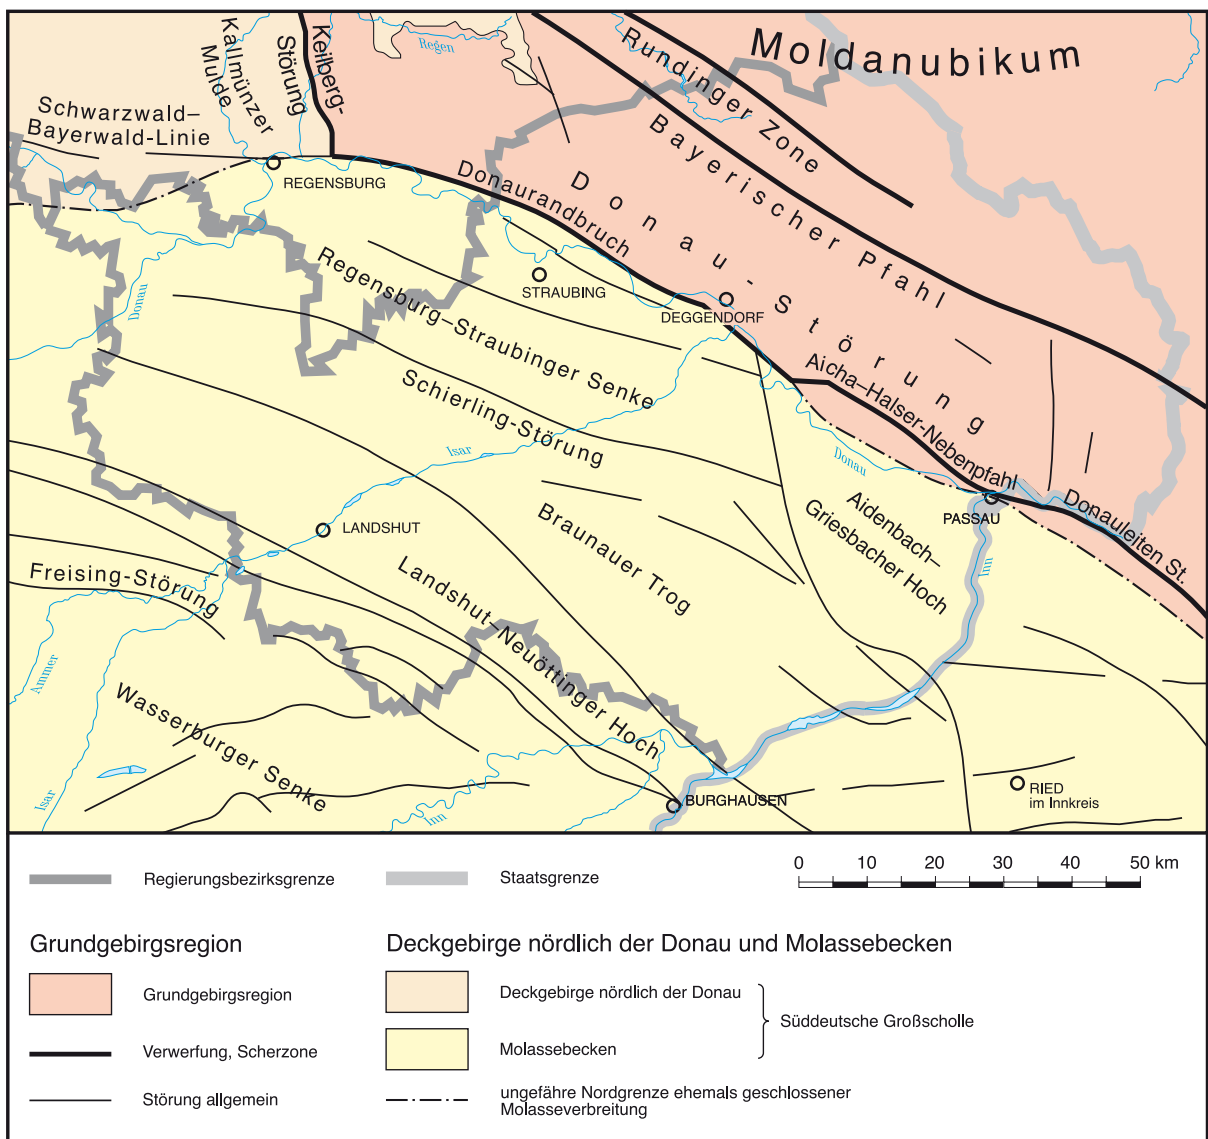 Moldanubikum
Rundinger Zone
Bayerischer Pfahl
Regen
Kallmünzer
Mulde
Keilberg-
Störung
Schwarzwald–
Bayerwald-Linie
REGENSBURG
Donaurandbruch
Donau-Störung
Donau
STRAUBING
DEGGENDORF
Regensburg–Straubinger Senke
Schierling-Störung
Aicha–Halser-Nebenpfahl
Isar
Donau
LANDSHUT
Braunauer Trog
Aidenbach–
Griesbacher Hoch
PASSAU
Donauleiten St.
Inn
Freising-Störung
Landshut–Neuöttinger Hoch
Ammer
Wasserburger Senke
Isar
Inn
BURGHAUSEN
RIED
im Innkreis
Regierungsbezirksgrenze
Staatsgrenze
0 10 20 30 40 50 km
Grundgebirgsregion
Deckgebirge nördlich der Donau und Molassebecken
Grundgebirgsregion
Deckgebirge nördlich der Donau
Süddeutsche Großscholle
Verwerfung, Scherzone
Molassebecken
Störung allgemein
ungefähre Nordgrenze ehemals geschlossener
Molasseverbreitung